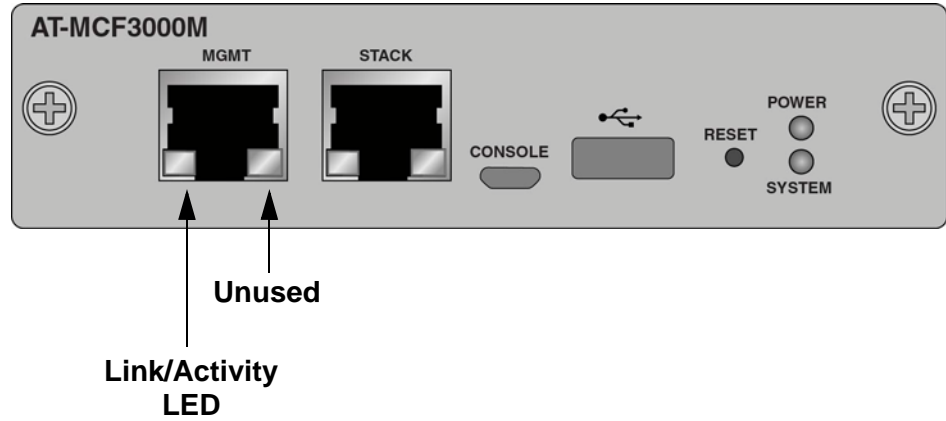 AT-MCF3000M
MGMT
STACK
CONSOLE
RESET
POWER
SYSTEM
Unused
Link/Activity
LED